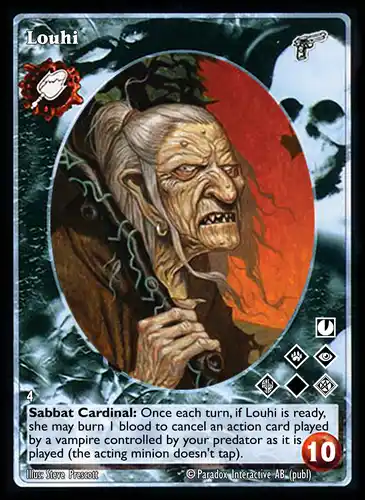 Louhi
4
Sabbat Cardinal: Once each turn, if Louhi is ready,
she may burn 1 blood to cancel an action card played
by a vampire controlled by your predator as it is
played (the acting minion doesn't tap).
10
Illus: Steve Prescott
© Paradox Interactive AB (publ)